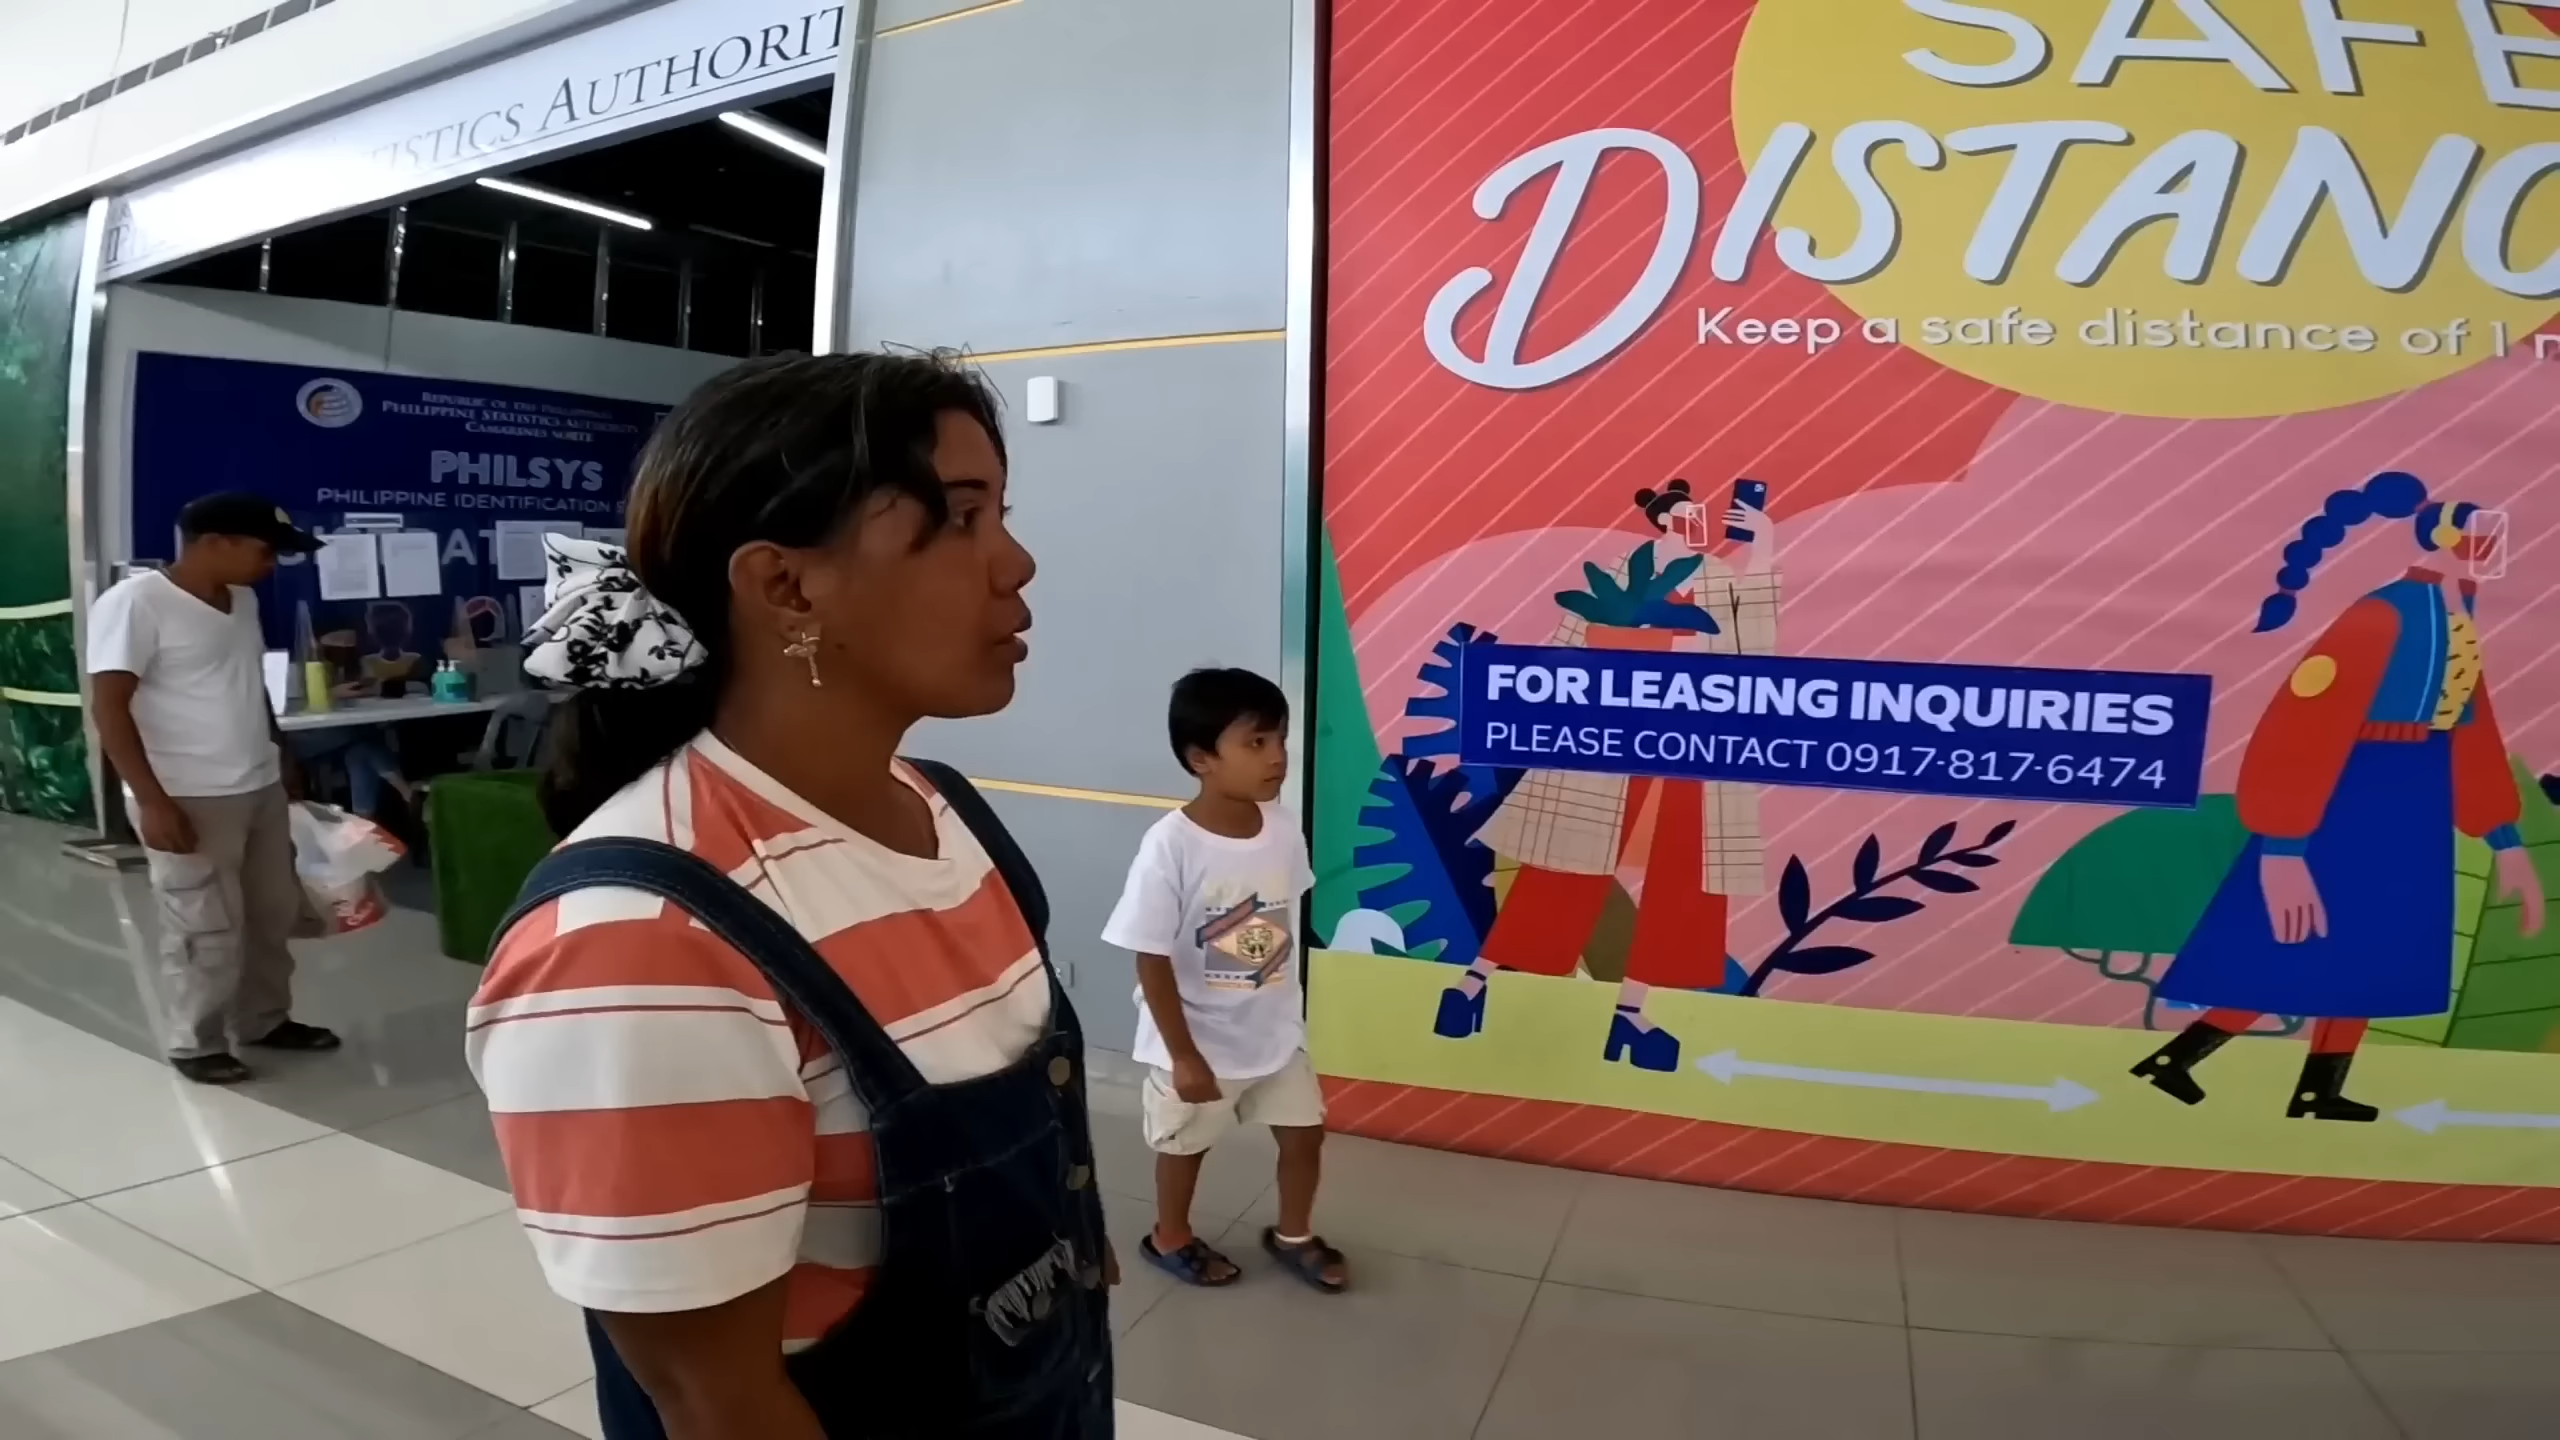 STATISTICS AUTHORIT
REPUBLIC OF THE PHILIPPINES
PHILIPPINE STATISTICS AUTHORITY
CAMARINES NORTE
PHILSYS
PHILIPPINE IDENTIFICATION
SAFE
DISTANC
Keep a safe distance of 1 m
FOR LEASING INQUIRIES
PLEASE CONTACT 0917-817-6474